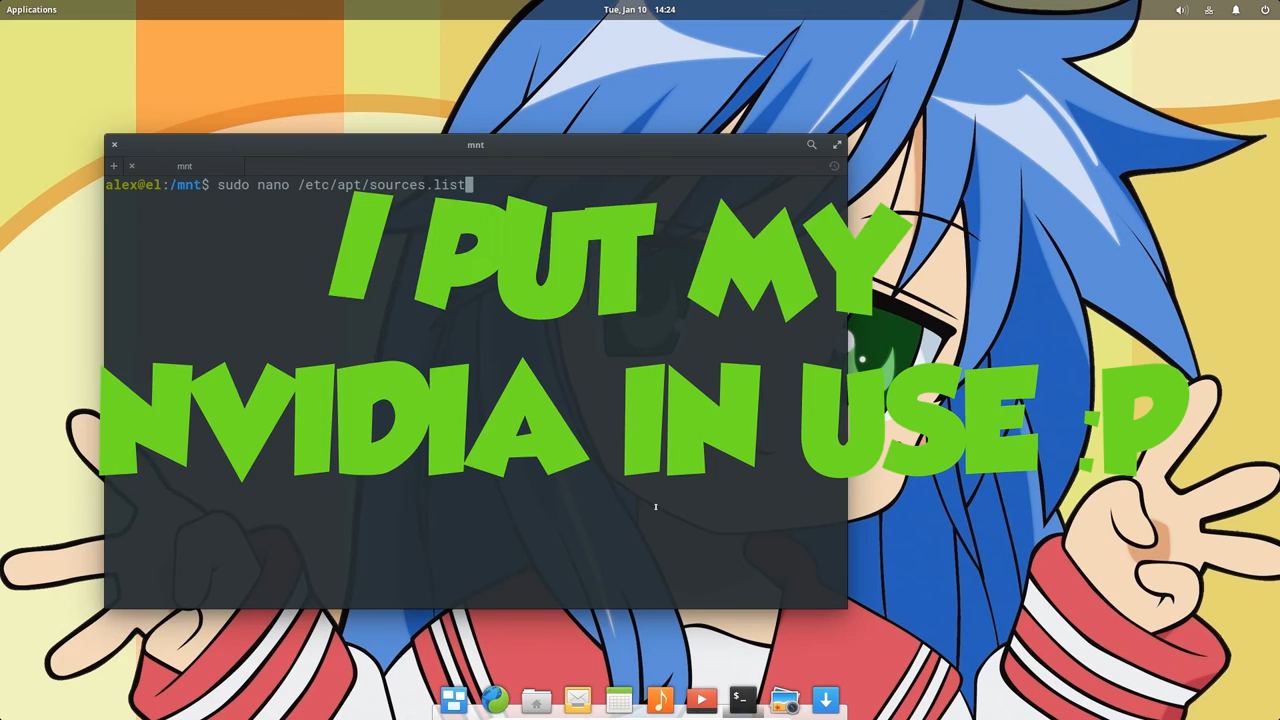 Applications
Tue, Jan 10 14:24
mnt
mnt
alex@el:/mnt$ sudo nano /etc/apt/sources.list
I PUT MY
NVIDIA IN USE :P
$_